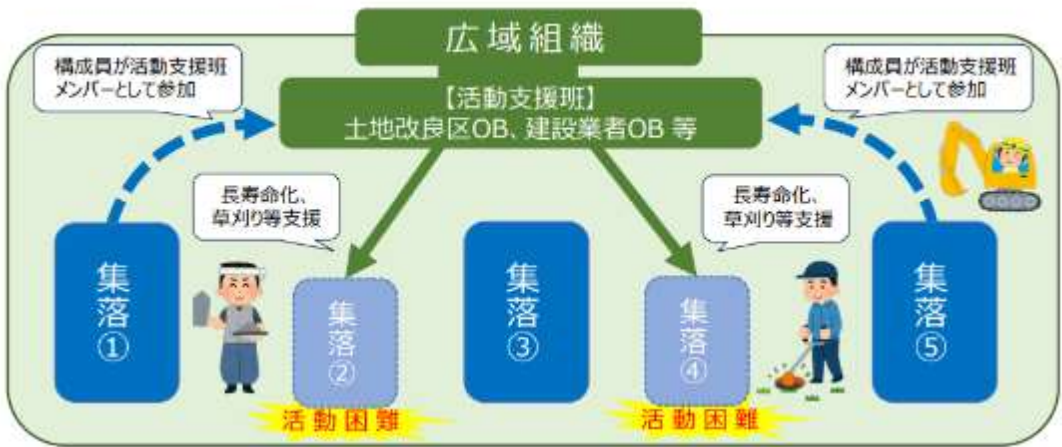 広域組織
【活動支援班】
土地改良区OB、建設業者OB 等
構成員が活動支援班
メンバーとして参加
構成員が活動支援班
メンバーとして参加
長寿命化、
草刈り等支援
長寿命化、
草刈り等支援
集落①
集落②
集落③
集落④
集落⑤
活動困難
活動困難